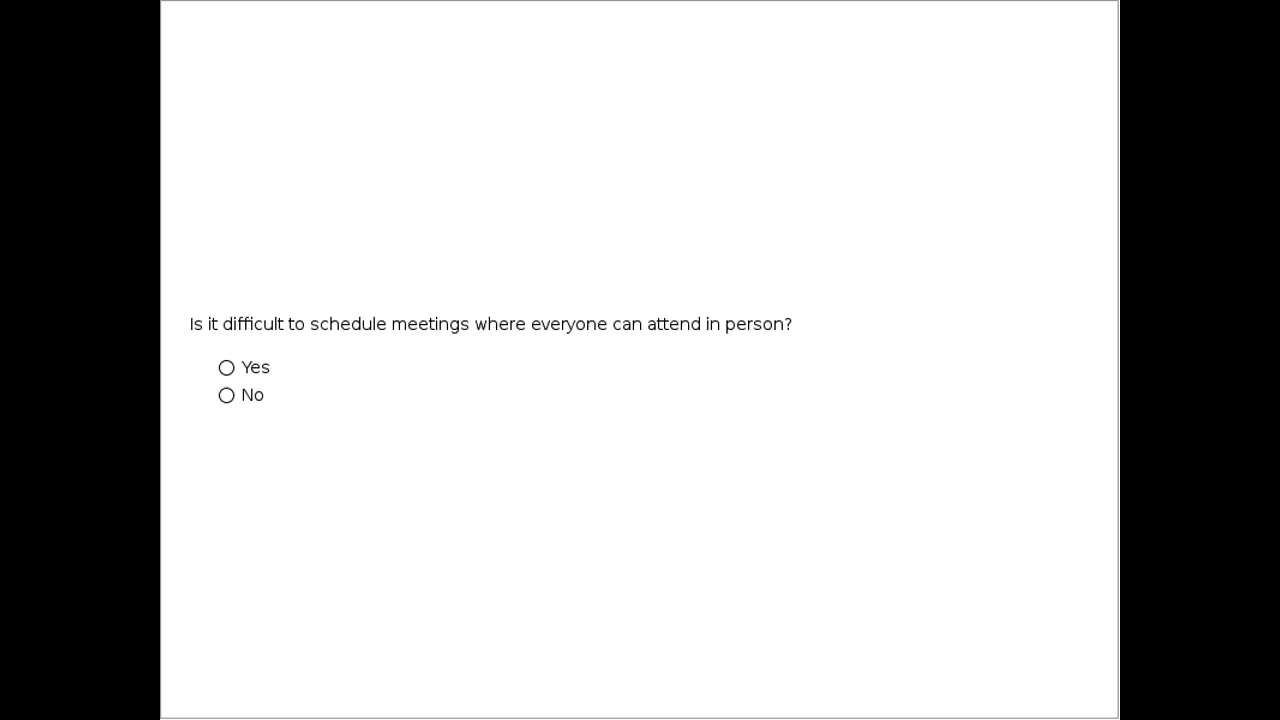 Is it difficult to schedule meetings where everyone can attend in person?
Yes
No